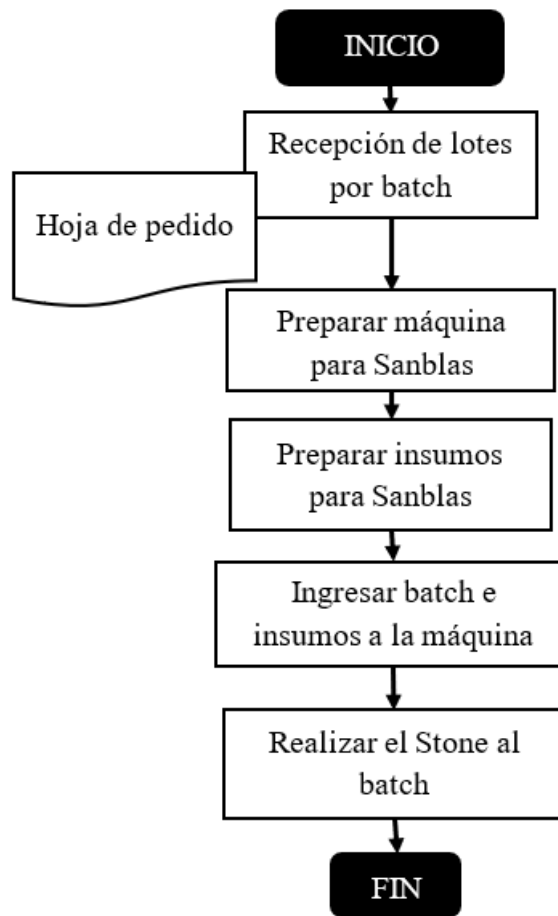 INICIO
Recepción de lotes
por batch
Hoja de pedido
Preparar máquina
para Sanblas
Preparar insumos
para Sanblas
Ingresar batch e
insumos a la máquina
Realizar el Stone al
batch
FIN